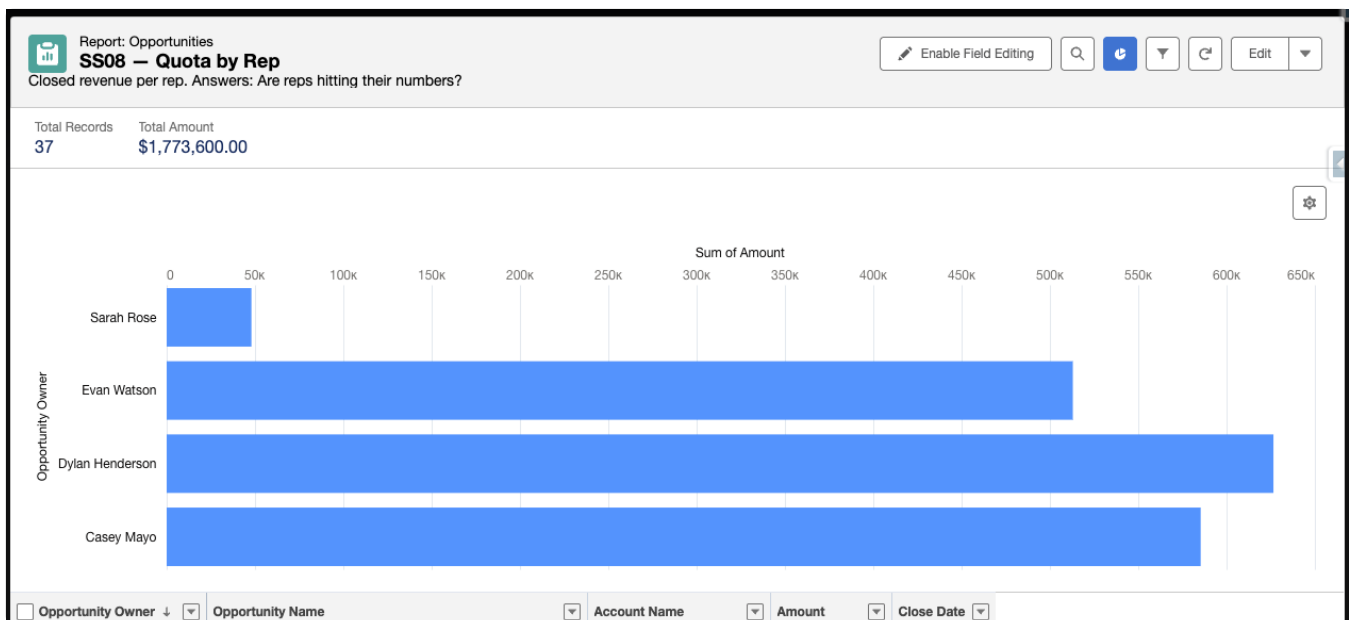 Report: Opportunities
SS08 — Quota by Rep
Closed revenue per rep. Answers: Are reps hitting their numbers?
Enable Field Editing
Edit
Total Records
37
Total Amount
$1,773,600.00
Sum of Amount
0 50K 100K 150K 200K 250K 300K 350K 400K 450K 500K 550K 600K 650K
Opportunity Owner
Sarah Rose
Evan Watson
Dylan Henderson
Casey Mayo
Opportunity Owner ↓ Opportunity Name Account Name Amount Close Date